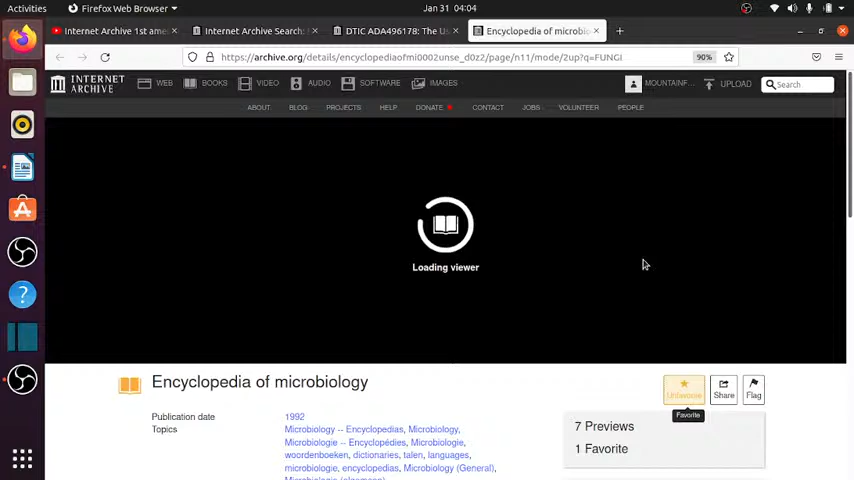 Activities
Firefox Web Browser
Jan 31 04:04
Internet Archive 1st ame
Internet Archive Search:
DTIC ADA496178: The Us
Encyclopedia of microbio
https://archive.org/details/encyclopediaofmi0002unse_d0z2/page/n11/mode/2up?q=FUNGI
90%
INTERNET ARCHIVE
WEB
BOOKS
VIDEO
AUDIO
SOFTWARE
IMAGES
MOUNTAINF...
UPLOAD
Search
ABOUT
BLOG
PROJECTS
HELP
DONATE
CONTACT
JOBS
VOLUNTEER
PEOPLE
Loading viewer
Encyclopedia of microbiology
Unfavorite
Share
Flag
Favorite
Publication date 1992
Topics Microbiology -- Encyclopedias, Microbiology,
Microbiologie -- Encyclopédies, Microbiologie,
woordenboeken, dictionaries, talen, languages,
microbiologie, encyclopedias, Microbiology (General),
7 Previews
1 Favorite